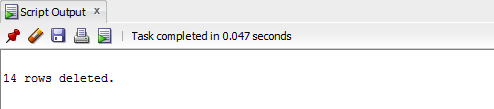 Script Output x
Task completed in 0.047 seconds
14 rows deleted.